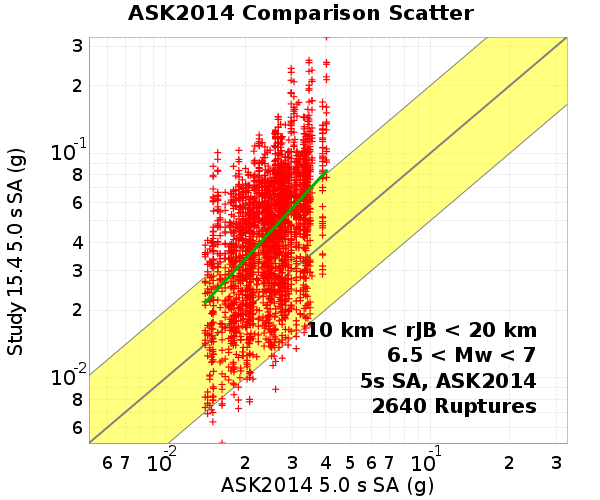 ASK2014 Comparison Scatter
3
2
10-1
8
6
4
3
2
10-2
8
6
Study 15.4 5.0 s SA (g)
10 km < rJB < 20 km
6.5 < Mw < 7
5s SA, ASK2014
2640 Ruptures
6 7 10-2 2 3 4 5 6 7 10-1 2 3
ASK2014 5.0 s SA (g)